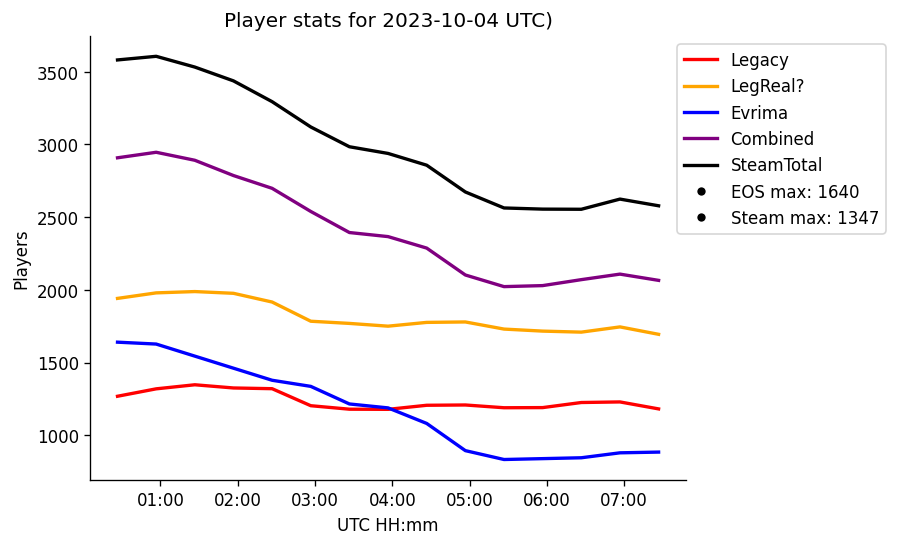 Player stats for 2023-10-04 UTC)
Legacy
LegReal?
Evrima
Combined
SteamTotal
EOS max: 1640
Steam max: 1347
Players
3500
3000
2500
2000
1500
1000
01:00 02:00 03:00 04:00 05:00 06:00 07:00
UTC HH:mm